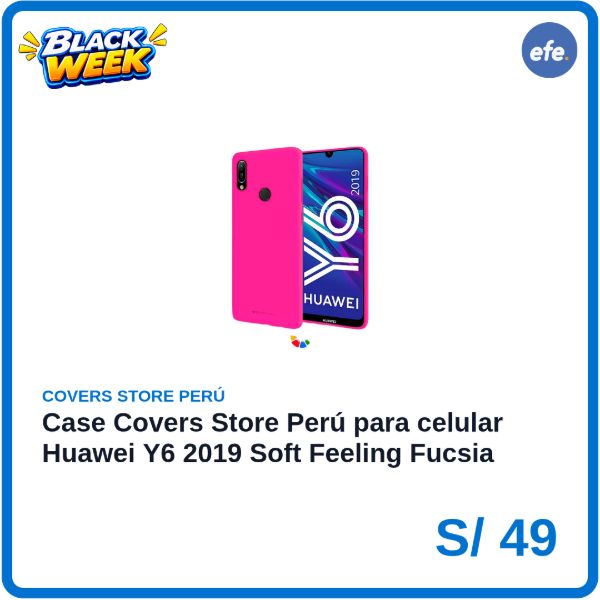 BLACK
WEEK
efe.
2019
Y6
HUAWEI
HUAWEI
COVERS STORE PERÚ
Case Covers Store Perú para celular
Huawei Y6 2019 Soft Feeling Fucsia
S/ 49